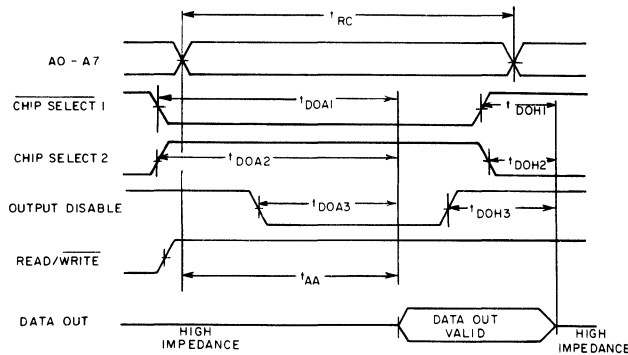 tRC
A0 - A7
CHIP SELECT 1
tDOA1
tDOH1
CHIP SELECT 2
tDOA2
tDOH2
OUTPUT DISABLE
tDOA3
tDOH3
READ/WRITE
tAA
DATA OUT
HIGH
IMPEDANCE
DATA OUT
VALID
HIGH
IMPEDANCE